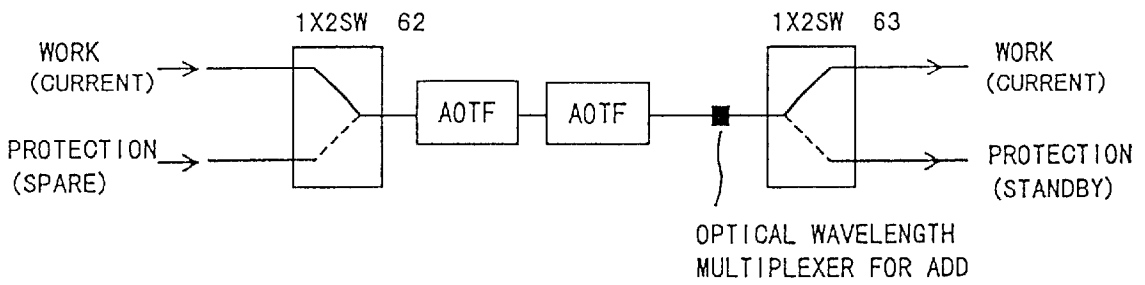 1X2SW 62
1X2SW 63
WORK
(CURRENT)
WORK
(CURRENT)
AOTF
AOTF
PROTECTION
(SPARE)
PROTECTION
(STANDBY)
OPTICAL WAVELENGTH
MULTIPLEXER FOR ADD